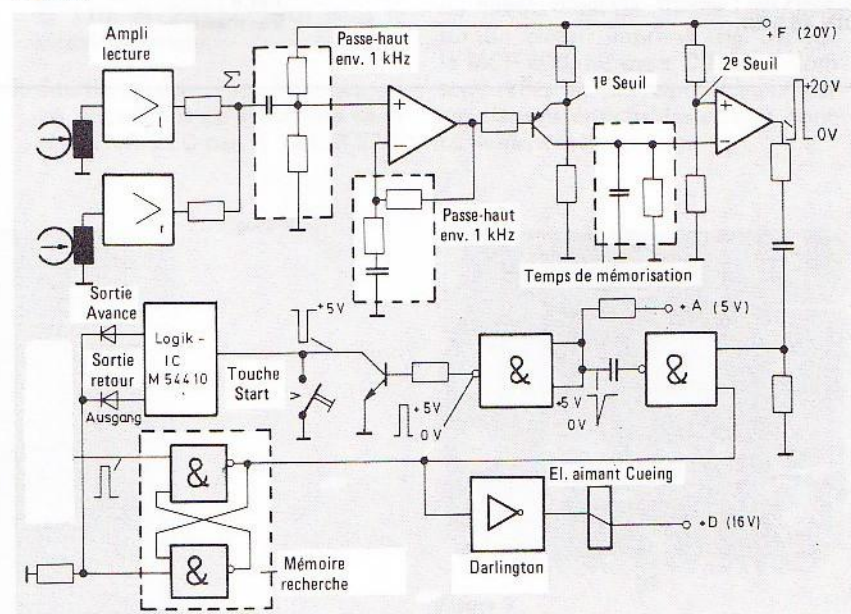 Ampli
lecture
Σ
Passe-haut
env. 1 kHz
+F (20V)
1e Seuil
2e Seuil
+20V
0V
l
r
+
−
+
−
Passe-haut
env. 1 kHz
Temps de mémorisation
Sortie
Avance
Sortie
retour
Ausgang
Logik -
IC
M 54410
+5V
Touche
Start
+5V
0V
&
+5V
0V
+A (5V)
&
&
&
Mémoire
recherche
El. aimant Cueing
Darlington
+D (16V)